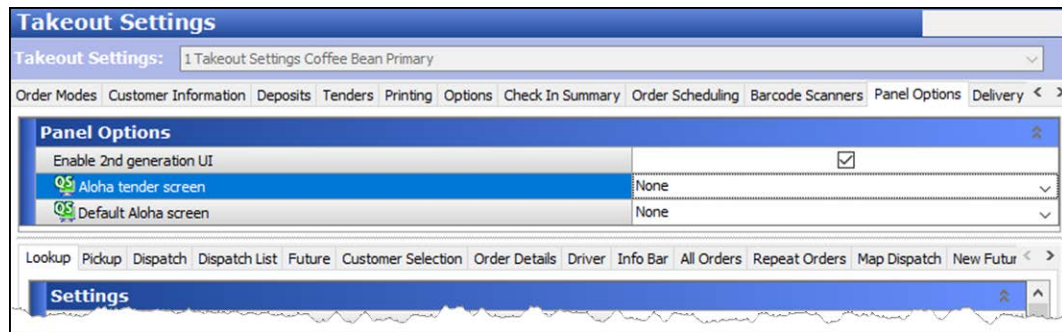 Takeout Settings
Takeout Settings: 1 Takeout Settings Coffee Bean Primary
Order Modes Customer Information Deposits Tenders Printing Options Check In Summary Order Scheduling Barcode Scanners Panel Options Delivery
Panel Options
Enable 2nd generation UI
QS Aloha tender screen None
QS Default Aloha screen None
Lookup Pickup Dispatch Dispatch List Future Customer Selection Order Details Driver Info Bar All Orders Repeat Orders Map Dispatch New Futur
Settings